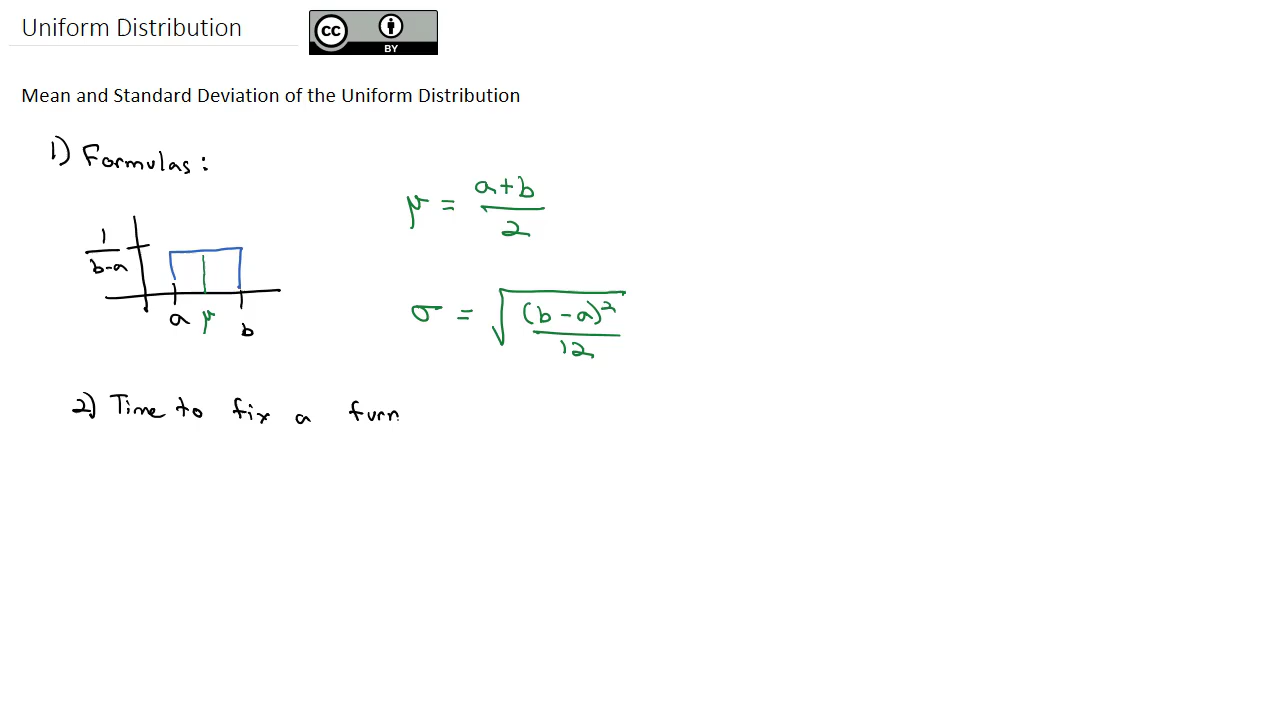 Uniform Distribution
cc BY
Mean and Standard Deviation of the Uniform Distribution
1) Formulas:
μ = a+b / 2
1 / b-a
a μ b
σ = √(b-a)² / 12
2) Time to fix a furn